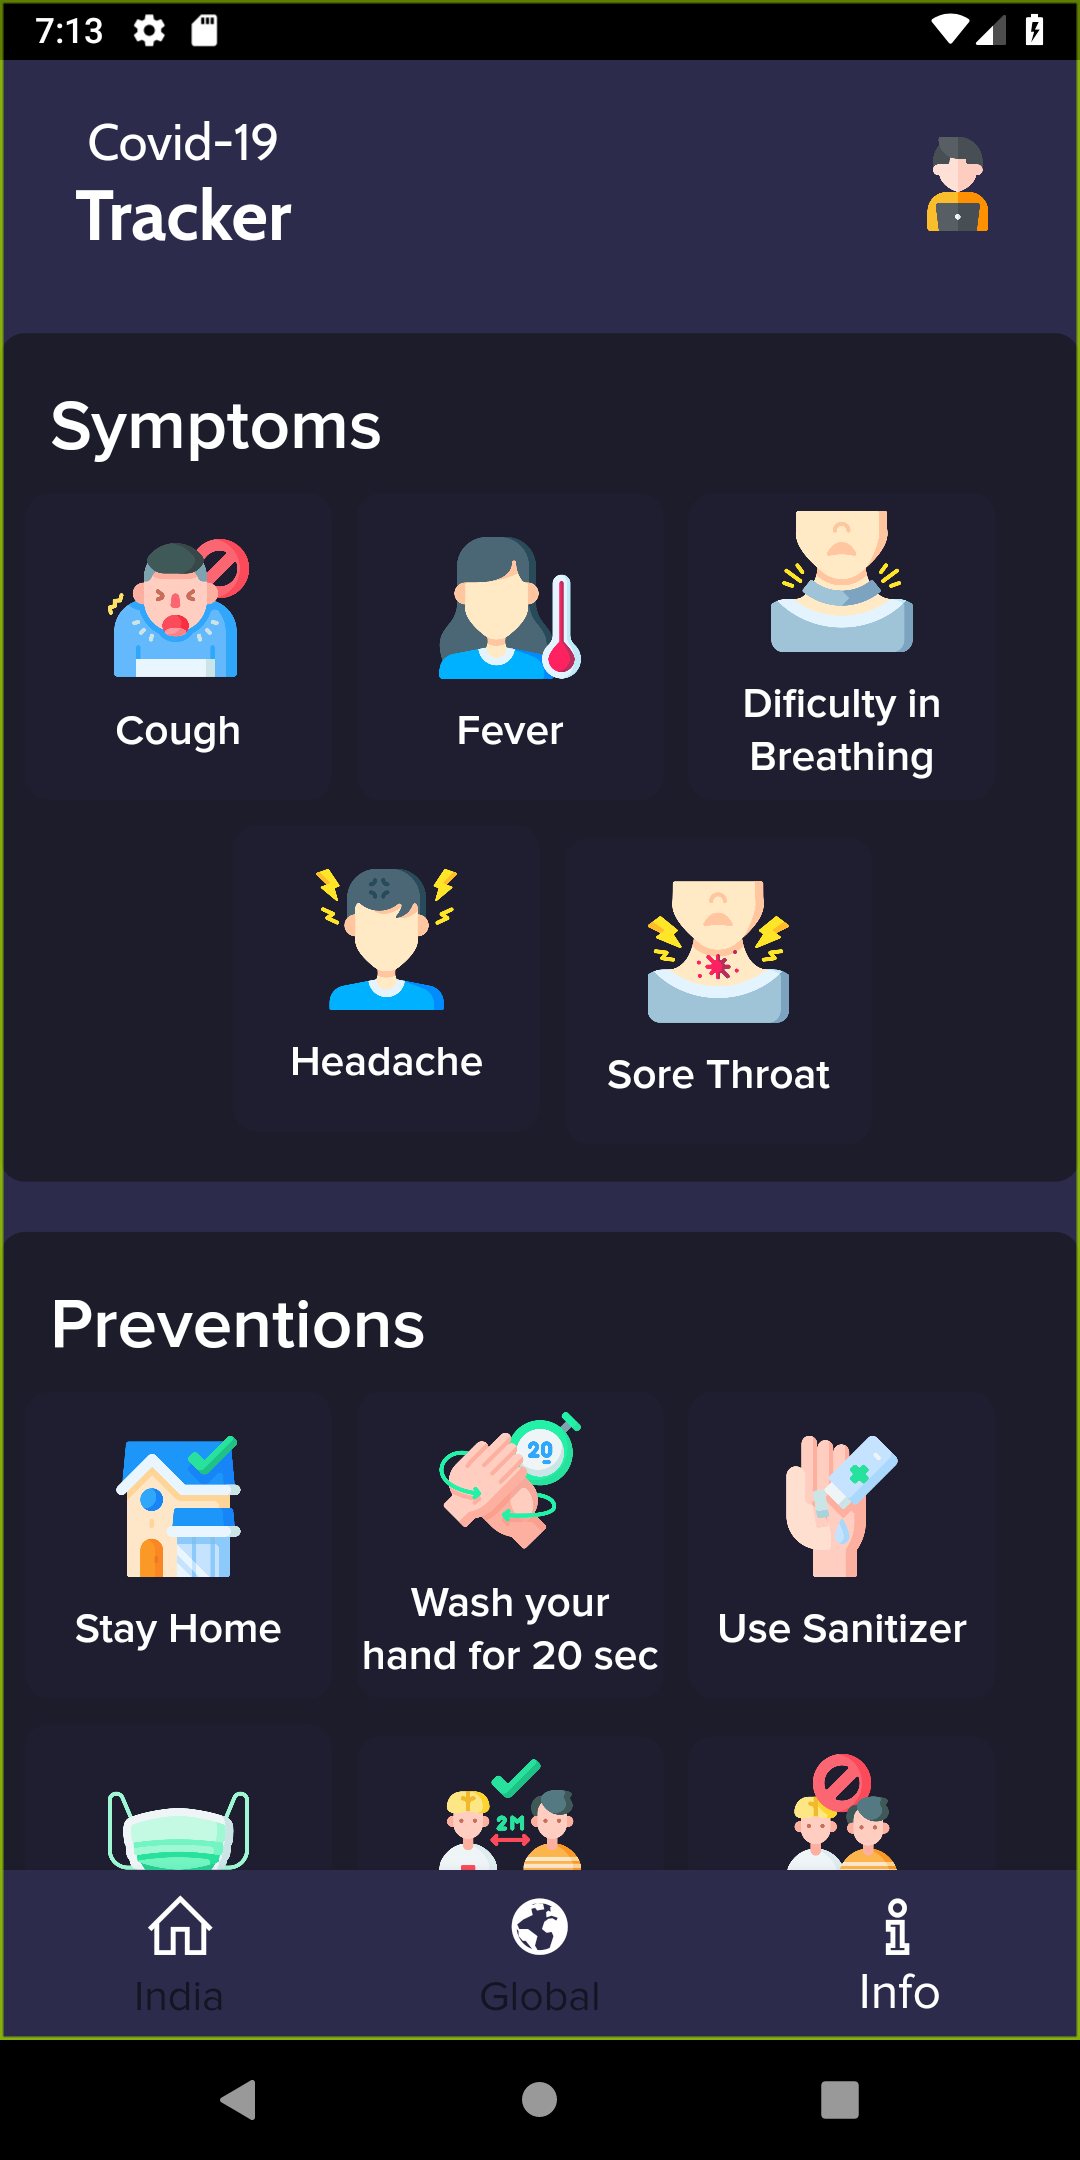 7:13
Covid-19
Tracker
Symptoms
Cough
Fever
Dificulty in
Breathing
Headache
Sore Throat
Preventions
20
Stay Home
Wash your
hand for 20 sec
Use Sanitizer
2M
India
Global
Info